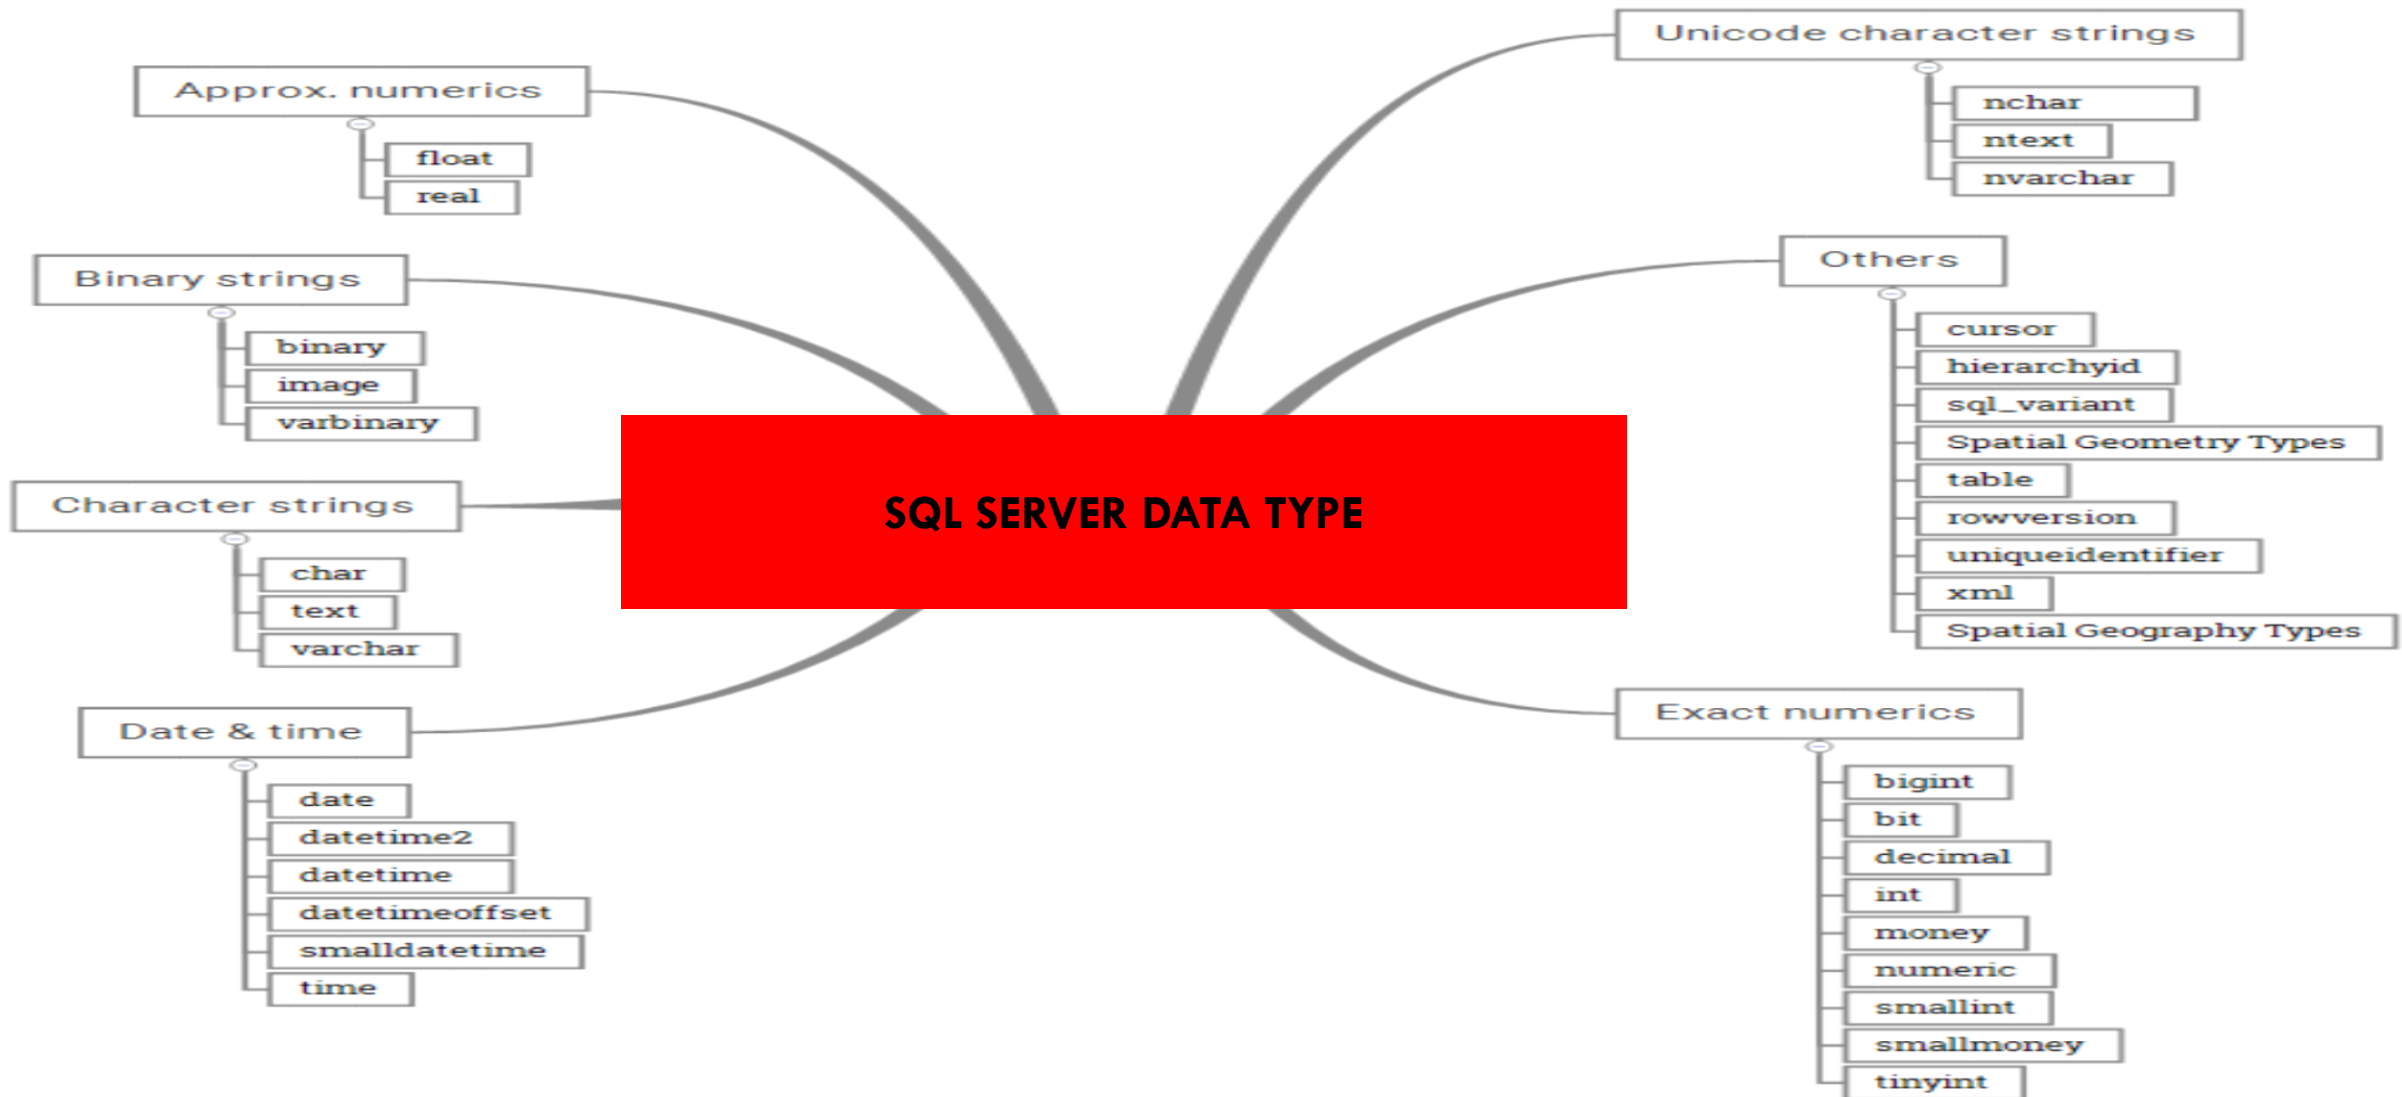 Approx. numerics
float
real
Binary strings
binary
image
varbinary
Character strings
char
text
varchar
Date & time
date
datetime2
datetime
datetimeoffset
smalldatetime
time
SQL SERVER DATA TYPE
Unicode character strings
nchar
ntext
nvarchar
Others
cursor
hierarchyid
sql_variant
Spatial Geometry Types
table
rowversion
uniqueidentifier
xml
Spatial Geography Types
Exact numerics
bigint
bit
decimal
int
money
numeric
smallint
smallmoney
tinyint